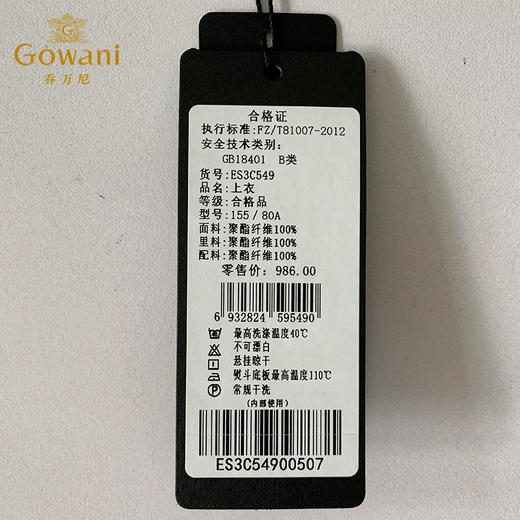 Gowani
乔万尼
合格证
执行标准:FZ/T81007-2012
安全技术类别:
GB18401 B类
货号:ES3C549
品名:上衣
等级:合格品
型号:155/80A
面料:聚酯纤维100%
里料:聚酯纤维100%
配料:聚酯纤维100%
零售价: 986.00
6 932824 595490
最高洗涤温度40℃
不可漂白
悬挂晾干
熨斗底板最高温度110℃
常规干洗
(内部使用)
ES3C54900507